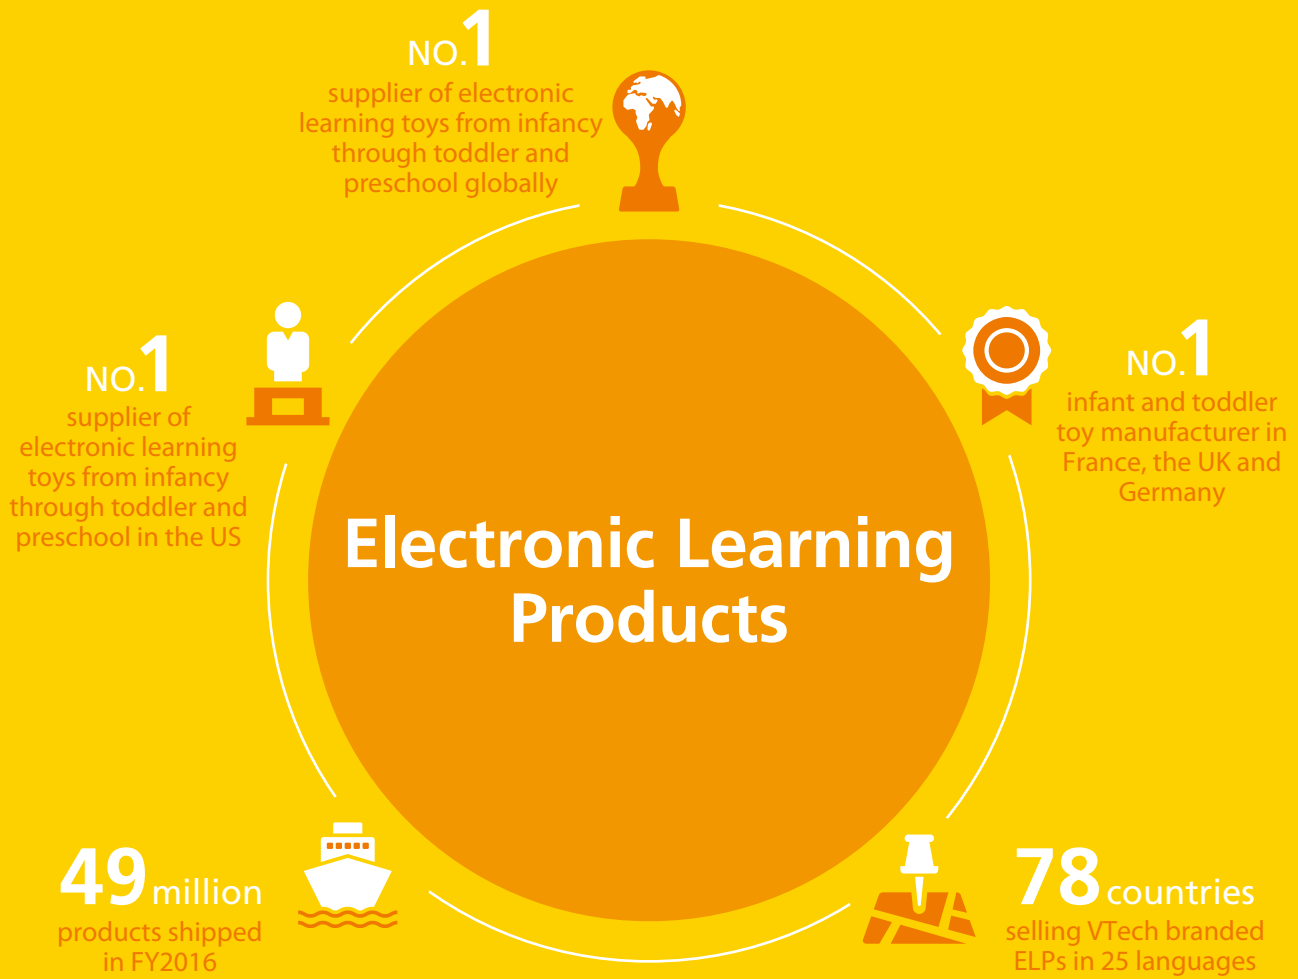 NO.1
supplier of electronic
learning toys from infancy
through toddler and
preschool globally
NO.1
supplier of
electronic learning
toys from infancy
through toddler and
preschool in the US
NO.1
infant and toddler
toy manufacturer in
France, the UK and
Germany
Electronic Learning
Products
49 million
products shipped
in FY2016
78 countries
selling VTech branded
ELPs in 25 languages